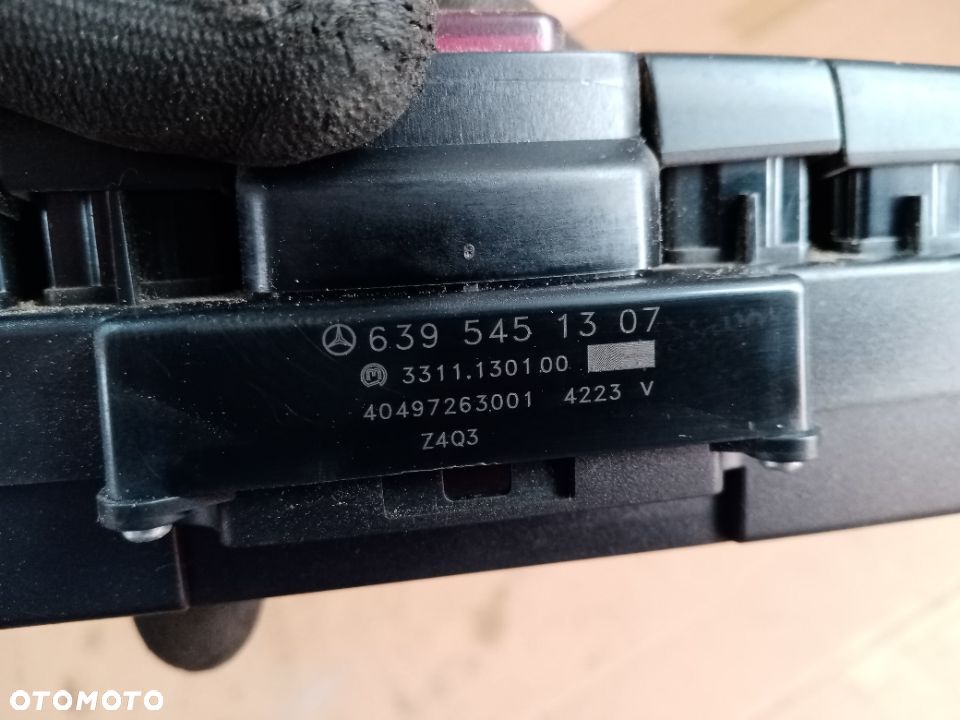 639 545 13 07
3311.130100
40497263001 4223 V
Z4Q3
OTOMOTO